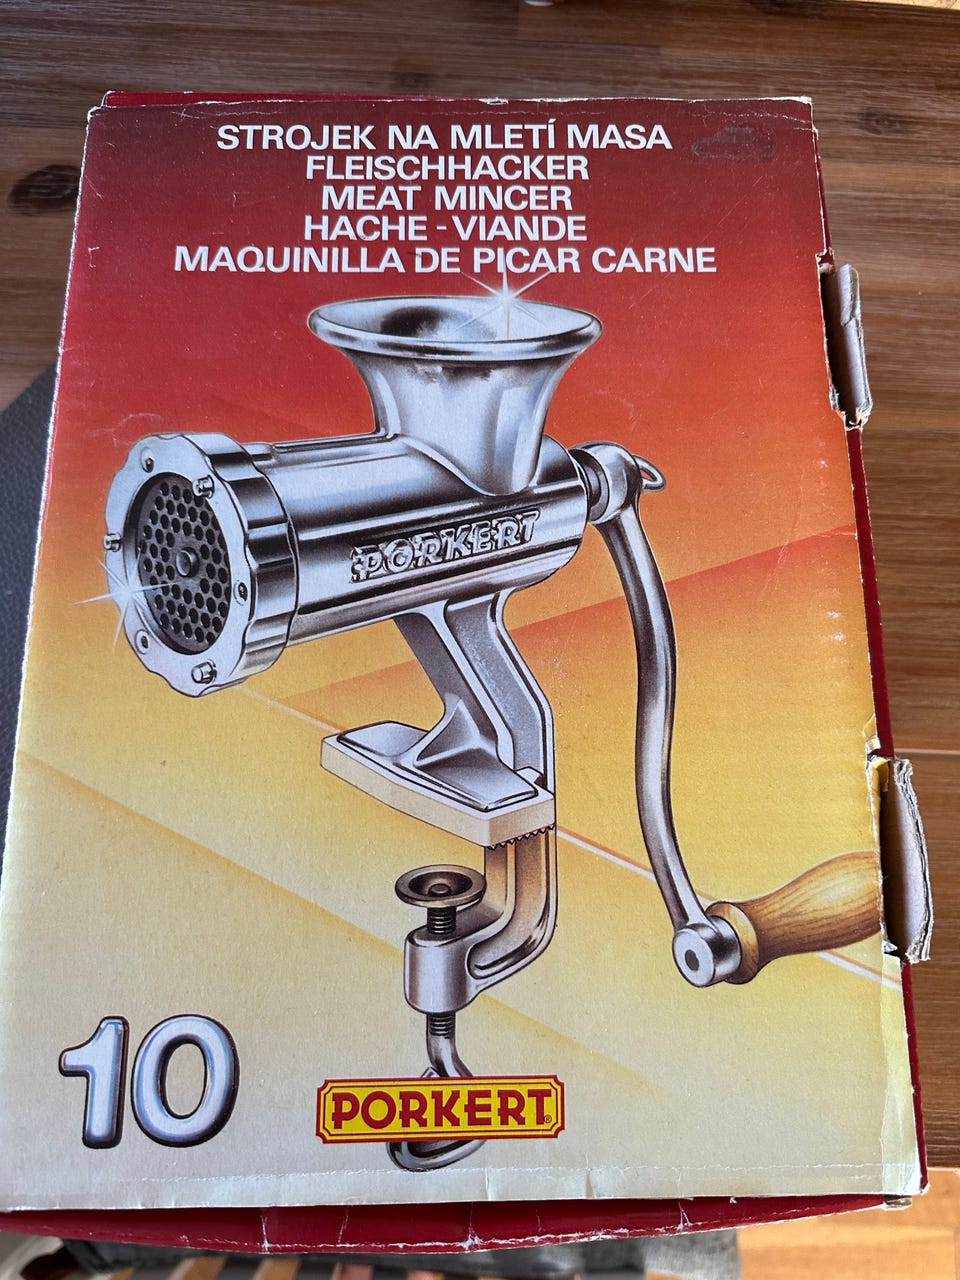 STROJEK NA MLETÍ MASA
FLEISCHHACKER
MEAT MINCER
HACHE - VIANDE
MAQUINILLA DE PICAR CARNE
PORKERT
10
PORKERT®